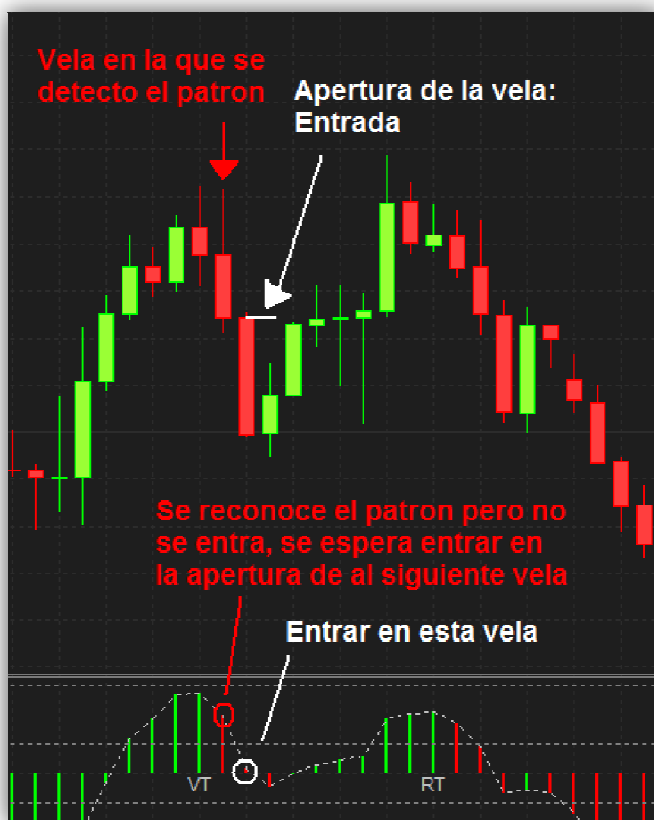 Vela en la que se
detecto el patron
Apertura de la vela:
Entrada
Se reconoce el patron pero no
se entra, se espera entrar en
la apertura de al siguiente vela
Entrar en esta vela
VT
RT